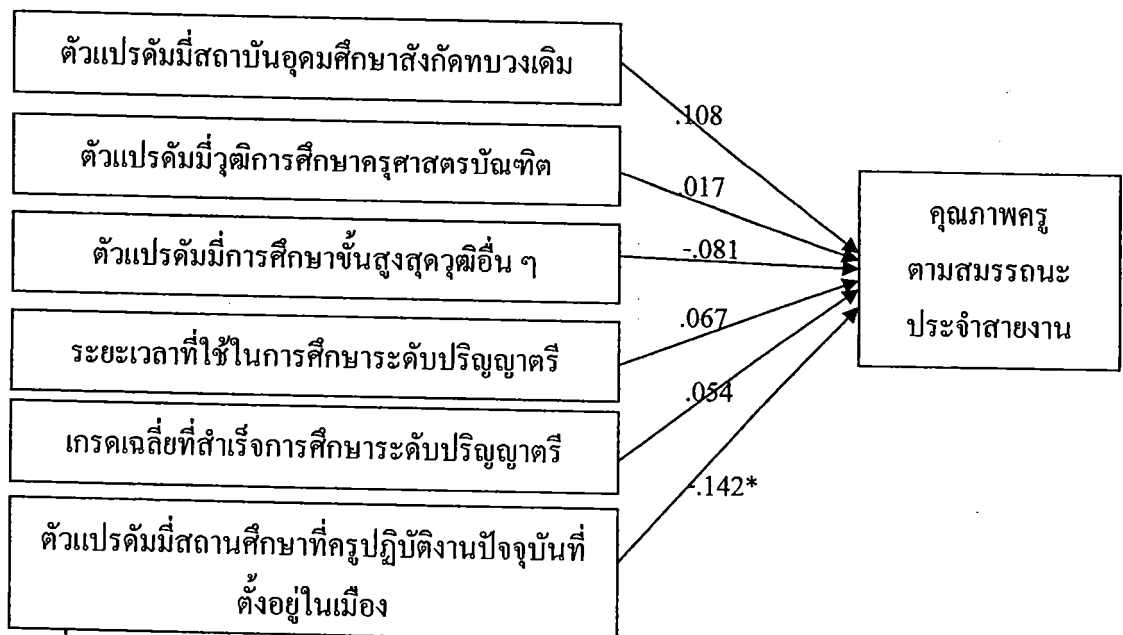 ตัวแปรดัมมี่สถาบันอุดมศึกษาสังกัดทบวงเดิม
.108
ตัวแปรดัมมี่วุฒิการศึกษาครุศาสตรบัณฑิต
.017
ตัวแปรดัมมี่การศึกษาขั้นสูงสุดวุฒิอื่น ๆ
-.081
ระยะเวลาที่ใช้ในการศึกษาระดับปริญญาตรี
.067
เกรดเฉลี่ยที่สำเร็จการศึกษาระดับปริญญาตรี
.054
ตัวแปรดัมมี่สถานศึกษาที่ครูปฏิบัติงานปัจจุบันที่
ตั้งอยู่ในเมือง
-.142*
คุณภาพครู
ตามสมรรถนะ
ประจำสายงาน